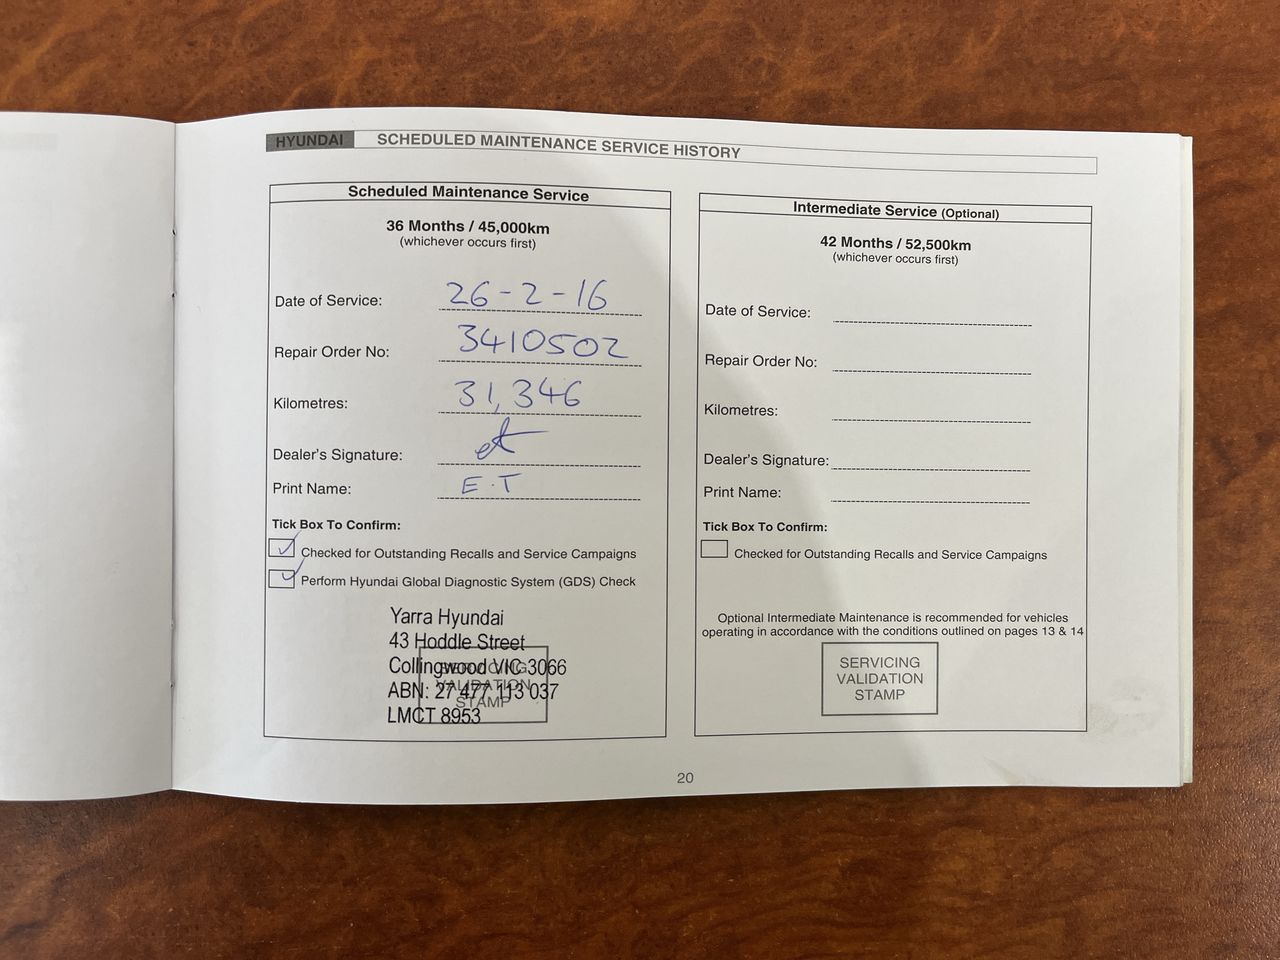 HYUNDAI SCHEDULED MAINTENANCE SERVICE HISTORY
Scheduled Maintenance Service
36 Months / 45,000km
(whichever occurs first)
Date of Service: 26-2-16
Repair Order No: 3410502
Kilometres: 31,346
Dealer's Signature:
Print Name: E.T
Tick Box To Confirm:
Checked for Outstanding Recalls and Service Campaigns
Perform Hyundai Global Diagnostic System (GDS) Check
Yarra Hyundai
43 Hoddle Street
Collingwood VIC 3066
ABN: 27 477 113 037
LMCT 8953
SERVICING
VALIDATION
STAMP
Intermediate Service (Optional)
42 Months / 52,500km
(whichever occurs first)
Date of Service:
Repair Order No:
Kilometres:
Dealer's Signature:
Print Name:
Tick Box To Confirm:
Checked for Outstanding Recalls and Service Campaigns
Optional Intermediate Maintenance is recommended for vehicles
operating in accordance with the conditions outlined on pages 13 & 14
SERVICING
VALIDATION
STAMP
20